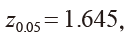 z0.05 = 1.645,